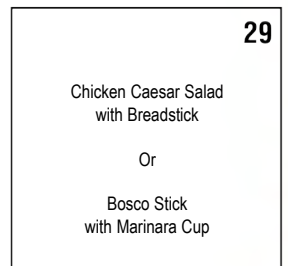 29
Chicken Caesar Salad
with Breadstick
Or
Bosco Stick
with Marinara Cup